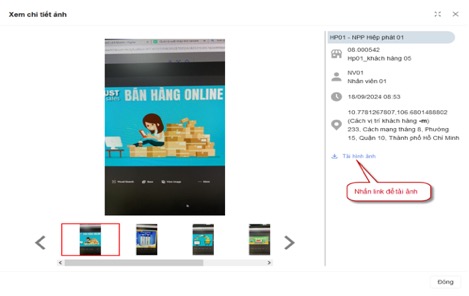 Xem chi tiết ảnh
HP01 - NPP Hiệp phát 01
08.000542
Hp01_khách hàng 05
NV01
Nhân viên 01
18/09/2024 08:53
10.7781267807,106.6801488802
(Cách vị trí khách hàng -m)
233, Cách mạng tháng 8, Phường
15, Quận 10, Thành phố Hồ Chí Minh
Tải hình ảnh
Nhấn link để tải ảnh
UST
BÁN HÀNG ONLINE
Đóng